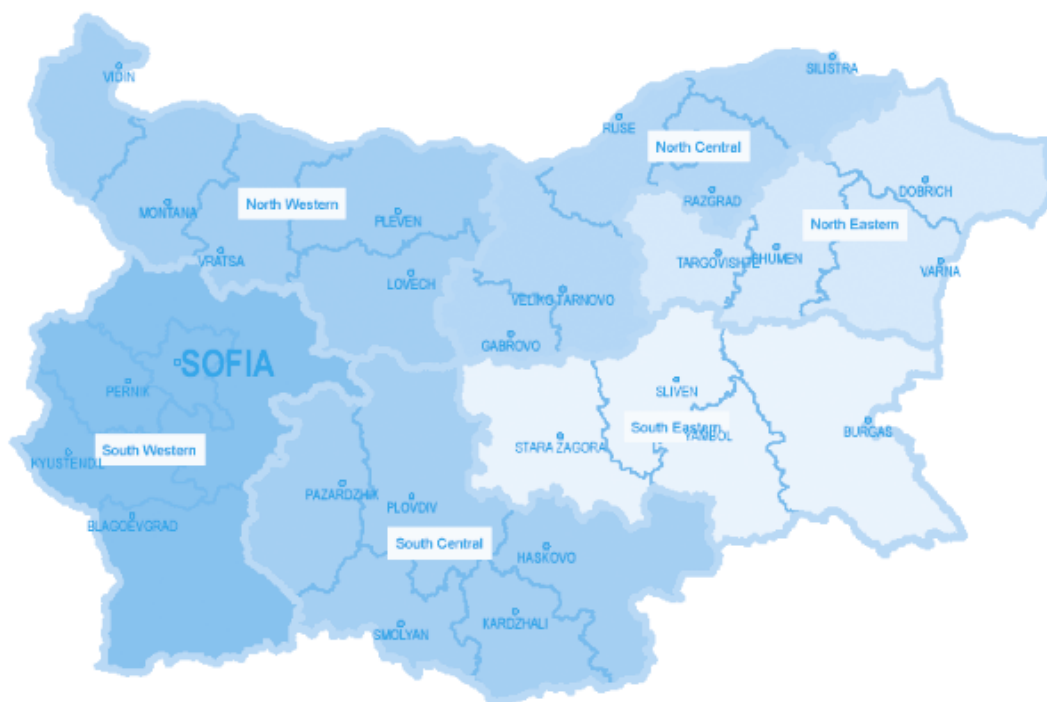 VIDIN
SILISTRA
RUSE
North Central
DOBRICH
RAZGRAD
MONTANA
North Western
PLEVEN
North Eastern
VRATSA
TARGOVISHTE
SHUMEN
VARNA
LOVECH
VELIKO TARNOVO
GABROVO
SOFIA
PERNIK
SLIVEN
South Eastern
YAMBOL
BURGAS
STARA ZAGORA
South Western
KYUSTENDIL
PAZARDZHIK
PLOVDIV
BLAGOEVGRAD
South Central
HASKOVO
KARDZHALI
SMOLYAN